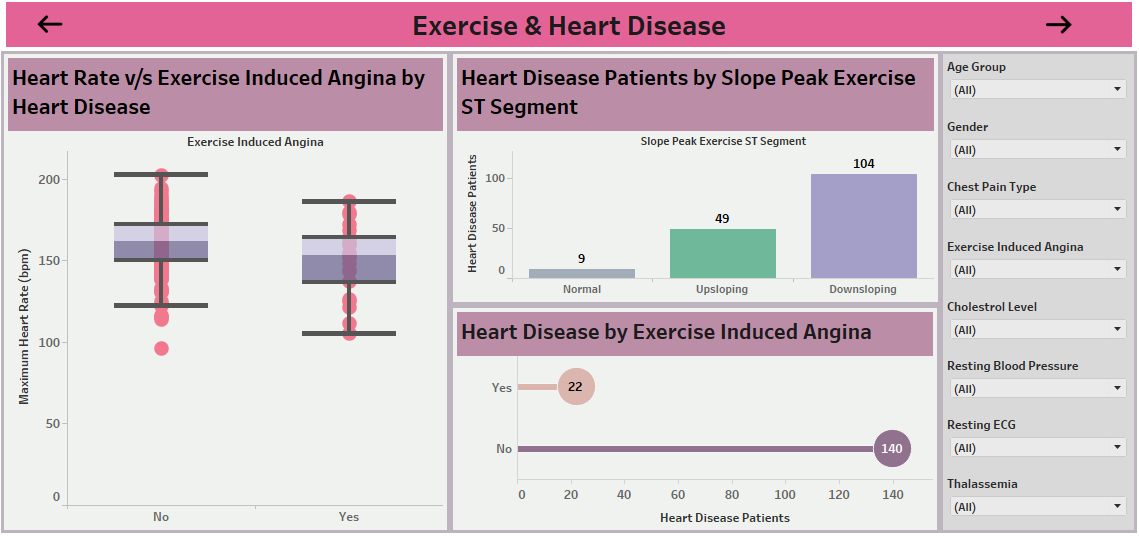 Exercise & Heart Disease
Heart Rate v/s Exercise Induced Angina by
Heart Disease
Exercise Induced Angina
Maximum Heart Rate (bpm)
200
150
100
50
0
No
Yes
Heart Disease Patients by Slope Peak Exercise
ST Segment
Slope Peak Exercise ST Segment
Heart Disease Patients
100
50
0
9
49
104
Normal
Upsloping
Downsloping
Heart Disease by Exercise Induced Angina
Yes
22
No
140
0
20
40
60
80
100
120
140
Heart Disease Patients
Age Group
(All)
Gender
(All)
Chest Pain Type
(All)
Exercise Induced Angina
(All)
Cholestrol Level
(All)
Resting Blood Pressure
(All)
Resting ECG
(All)
Thalassemia
(All)